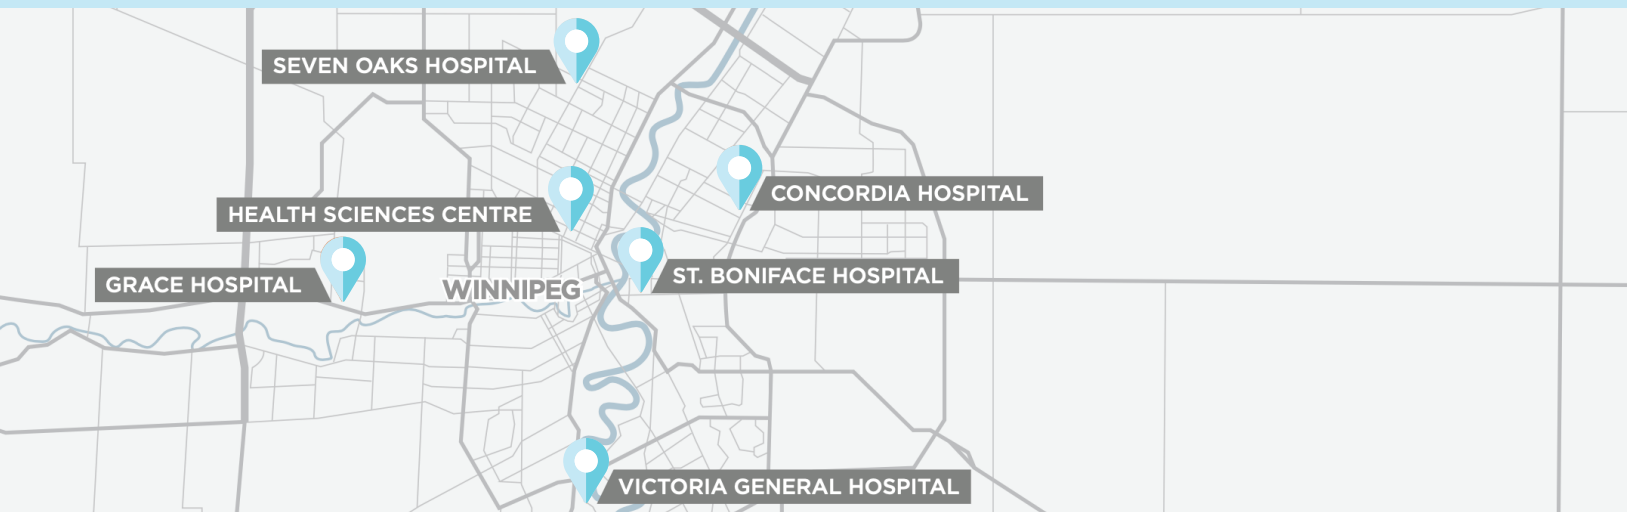 SEVEN OAKS HOSPITAL
CONCORDIA HOSPITAL
HEALTH SCIENCES CENTRE
ST. BONIFACE HOSPITAL
GRACE HOSPITAL
WINNIPEG
VICTORIA GENERAL HOSPITAL